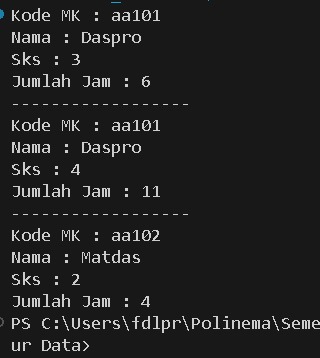 Kode MK : aa101
Nama : Daspro
Sks : 3
Jumlah Jam : 6
------------------
Kode MK : aa101
Nama : Daspro
Sks : 4
Jumlah Jam : 11
------------------
Kode MK : aa102
Nama : Matdas
Sks : 2
Jumlah Jam : 4
PS C:\Users\fdlpr\Polinema\Seme
ur Data>